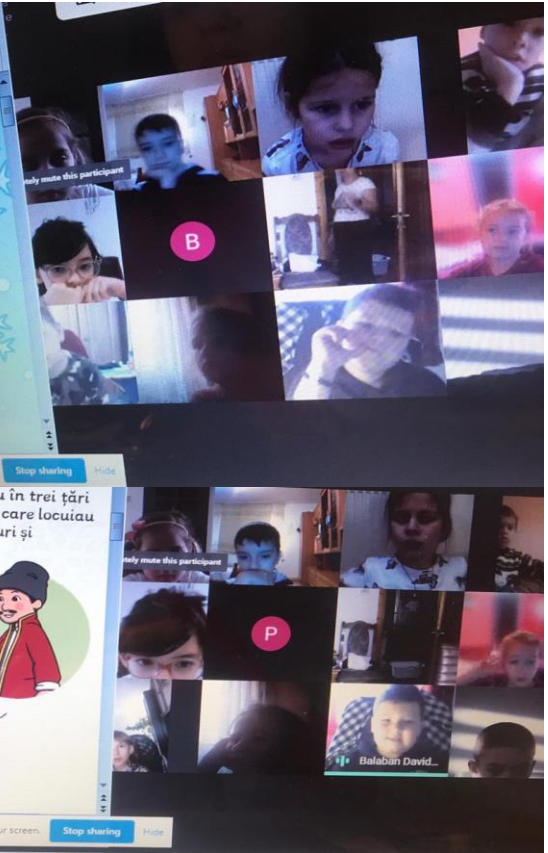 tely mute this participant
B
Stop sharing
Hide
u în trei țări
care locuiau
uri și
tely mute this participant
P
Balaban David...
ur screen.
Stop sharing
Hide